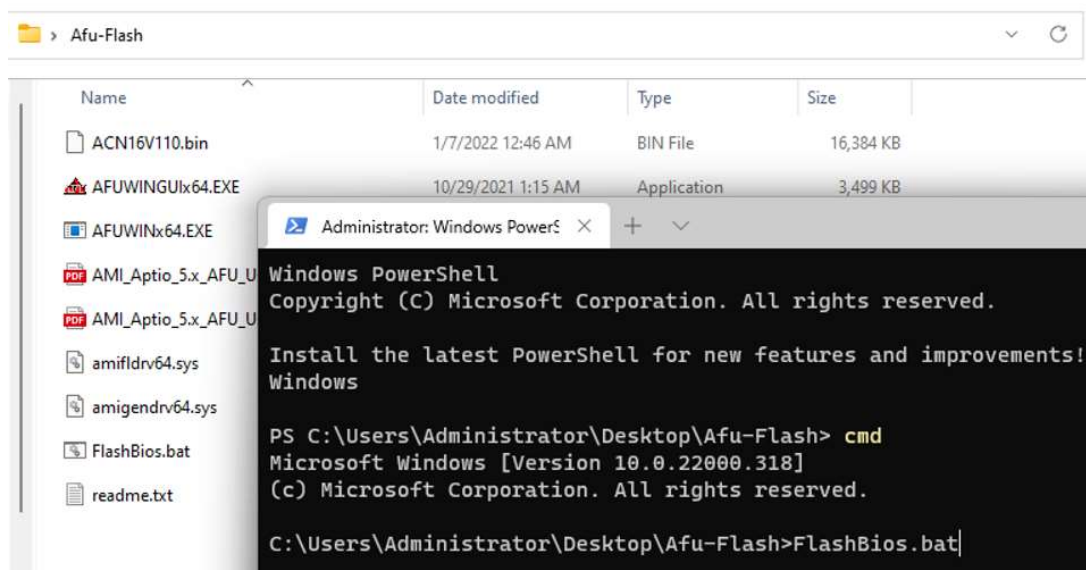 Afu-Flash
Name Date modified Type Size
ACN16V110.bin 1/7/2022 12:46 AM BIN File 16,384 KB
AFUWINGUIx64.EXE 10/29/2021 1:15 AM Application 3,499 KB
AFUWINx64.EXE
AMI_Aptio_5.x_AFU_U
AMI_Aptio_5.x_AFU_U
amifldrv64.sys
amigendrv64.sys
FlashBios.bat
readme.txt
Administrator: Windows PowerS
Windows PowerShell
Copyright (C) Microsoft Corporation. All rights reserved.
Install the latest PowerShell for new features and improvements!
Windows
PS C:\Users\Administrator\Desktop\Afu-Flash> cmd
Microsoft Windows [Version 10.0.22000.318]
(c) Microsoft Corporation. All rights reserved.
C:\Users\Administrator\Desktop\Afu-Flash>FlashBios.bat